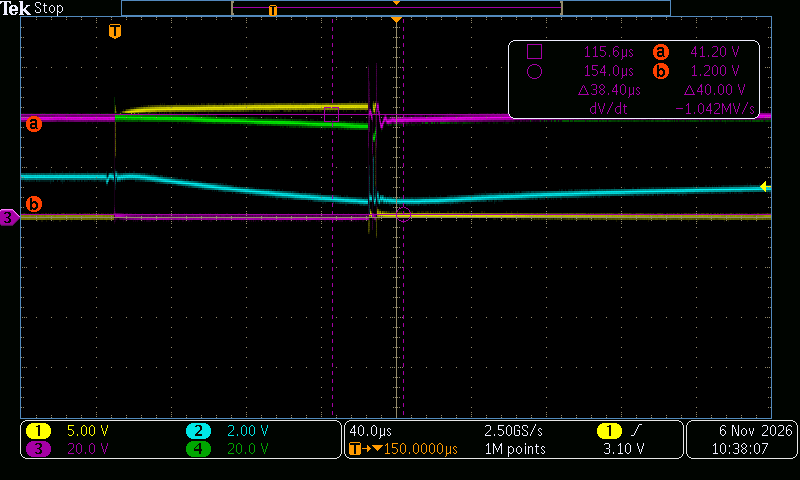 Tek Stop
T
T
115.6µs a 41.20 V
154.0µs b 1.200 V
Δ38.40µs Δ40.00 V
dV/dt −1.042MV/s
a
b
3
1 5.00 V 2 2.00 V
3 20.0 V 4 20.0 V
40.0µs 2.50GS/s 1 3.10 V
T→▼150.0000µs 1M points
6 Nov 2026
10:38:07